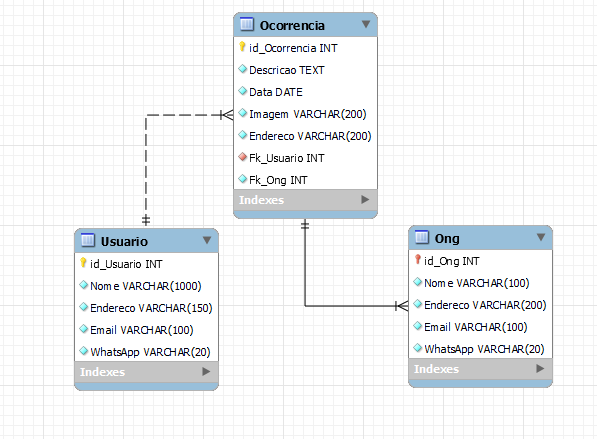 Ocorrencia
id_Ocorrencia INT
Descricao TEXT
Data DATE
Imagem VARCHAR(200)
Endereco VARCHAR(200)
Fk_Usuario INT
Fk_Ong INT
Indexes
Usuario
id_Usuario INT
Nome VARCHAR(1000)
Endereco VARCHAR(150)
Email VARCHAR(100)
WhatsApp VARCHAR(20)
Indexes
Ong
id_Ong INT
Nome VARCHAR(100)
Endereco VARCHAR(200)
Email VARCHAR(100)
WhatsApp VARCHAR(20)
Indexes